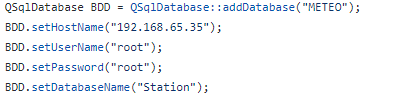 QSqlDatabase BDD = QSqlDatabase::addDatabase("METEO");
BDD.setHostName("192.168.65.35");
BDD.setUserName("root");
BDD.setPassword("root");
BDD.setDatabaseName("Station");